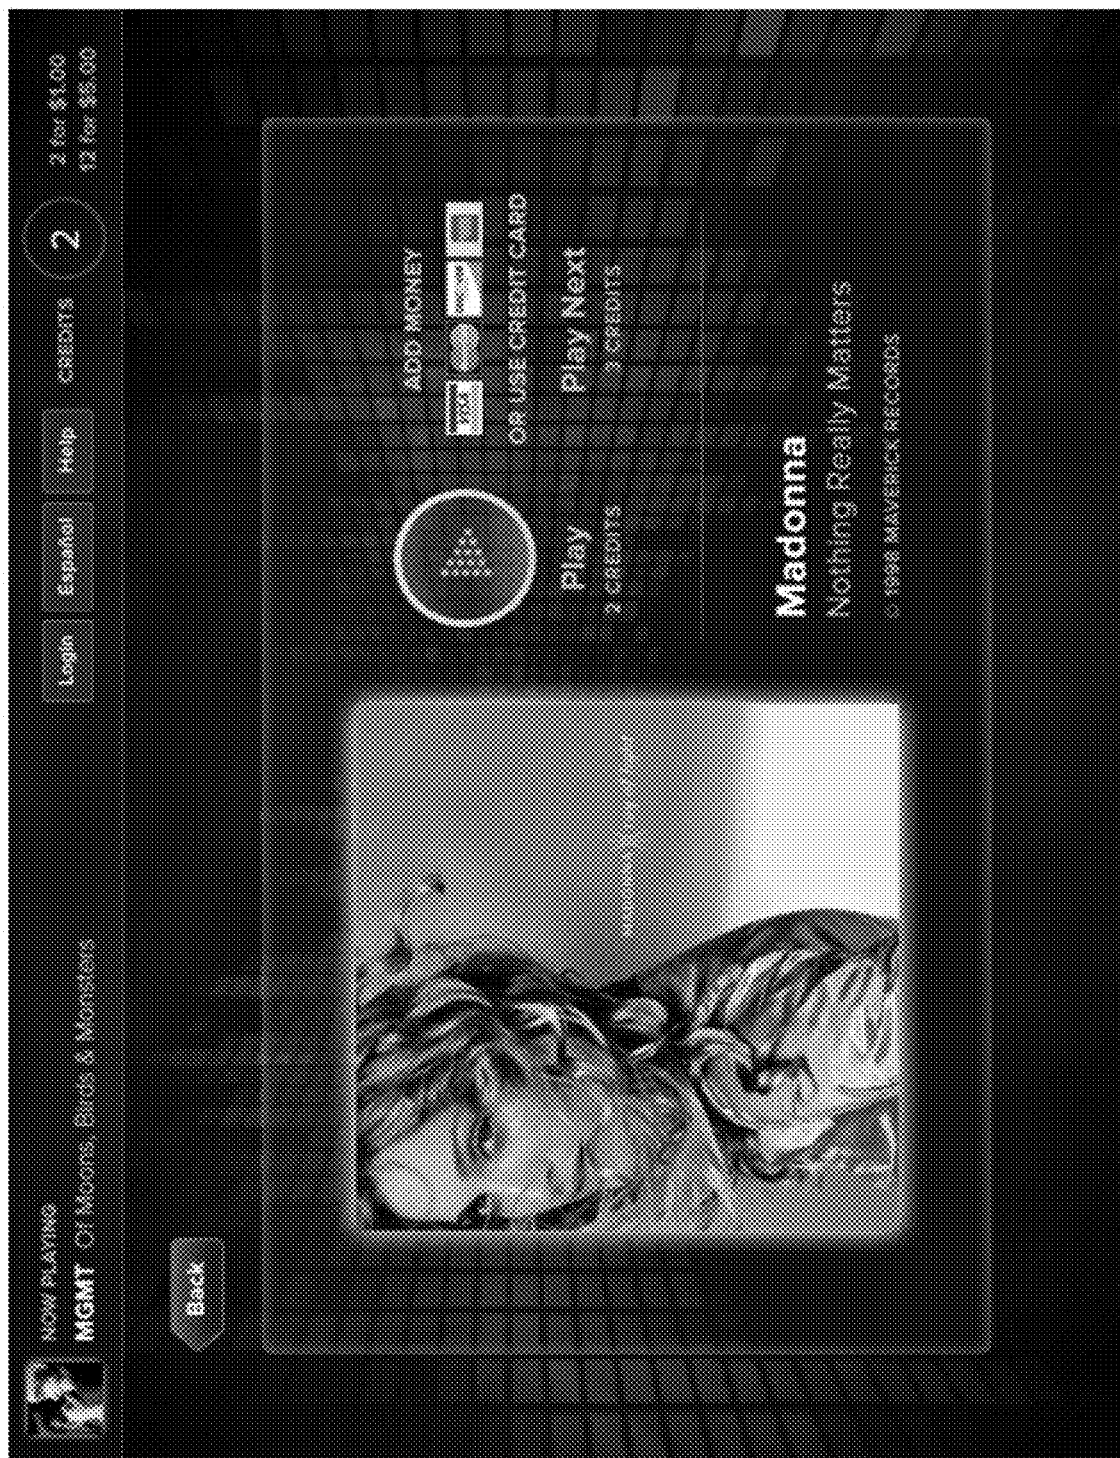 NOW PLAYING
MGMT Of Moons, Birds & Monsters
Login
Español
Help
CREDITS
2
2 for $1.00
12 for $5.00
Back
ADD MONEY
VISA
OR USE CREDIT CARD
Play
2 CREDITS
Play Next
3 CREDITS
Madonna
Nothing Really Matters
© 1998 MAVERICK RECORDS